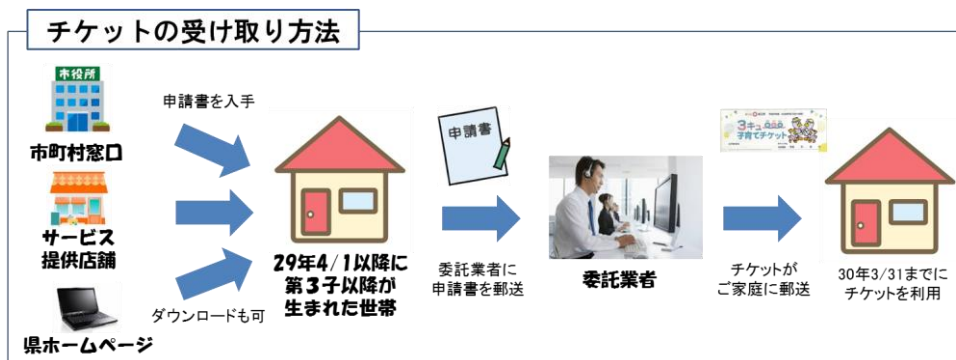 チケットの受け取り方法
市役所
市町村窓口
サービス
提供店舗
県ホームページ
申請書を入手
ダウンロードも可
29年4/1以降に
第3子以降が
生まれた世帯
申請書
委託業者に
申請書を郵送
委託業者
3キュー
子育てチケット
チケットが
ご家庭に郵送
30年3/31までに
チケットを利用